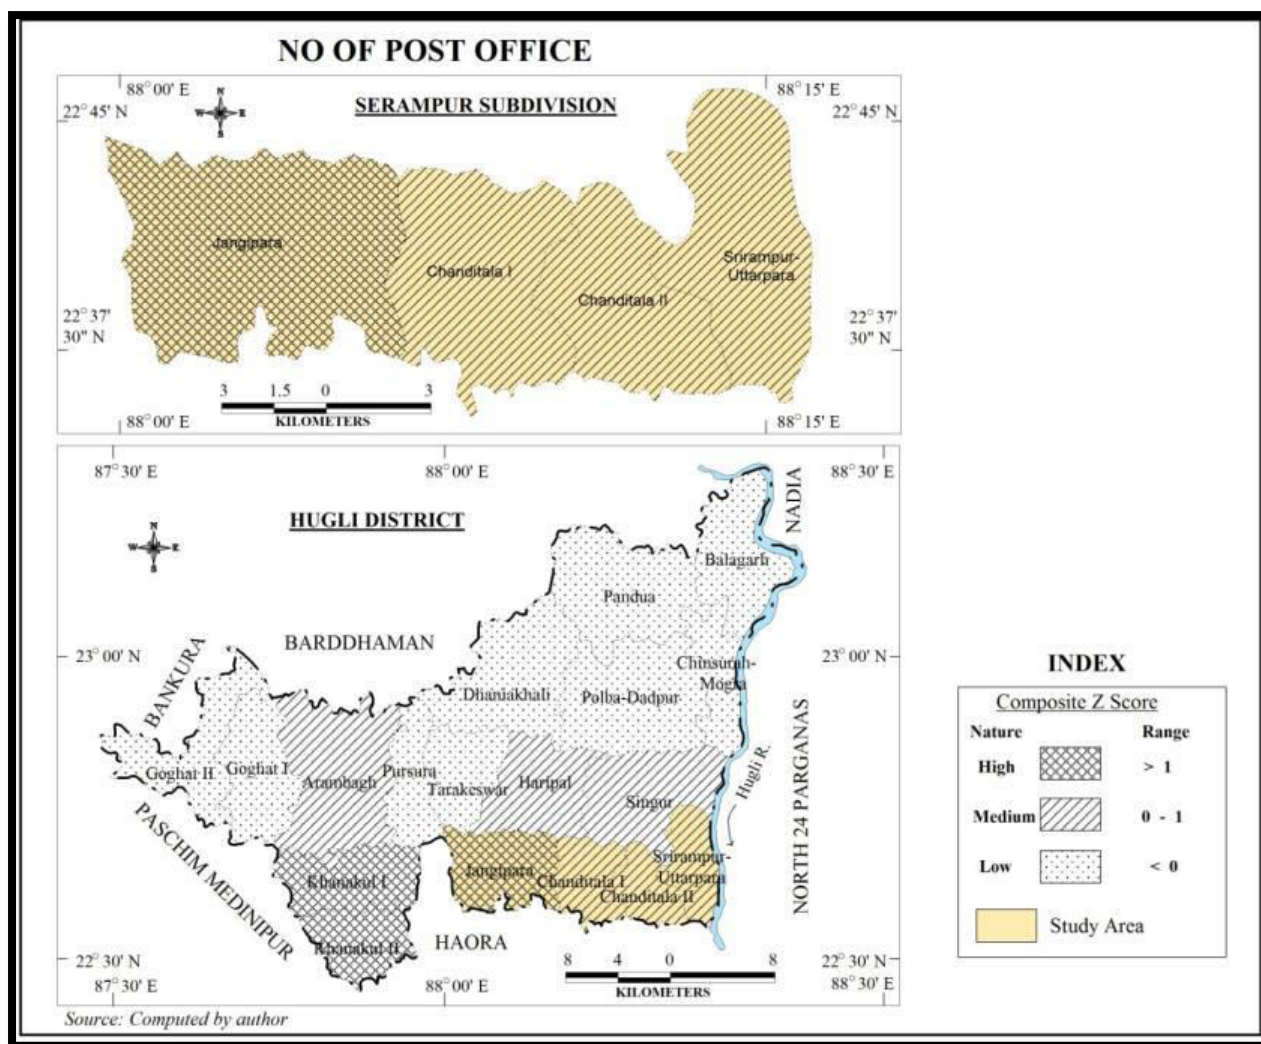 NO OF POST OFFICE
88°00' E
88°15' E
22°45' N
N
W E
S
SERAMPUR SUBDIVISION
22°45' N
Jangipara
Chanditala I
Chanditala II
Srirampur-
Uttarpara
22°37'
30" N
22°37'
30" N
3 1.5 0 3
KILOMETERS
88°00' E
88°15' E
87°30' E
88°00' E
88°30' E
HUGLI DISTRICT
N
W E
S
NADIA
Balagarh
Pandua
BARDDHAMAN
BANKURA
23°00' N
23°00' N
Chinsurah-
Mogra
Dhaniakhali
Polba-Dadpur
Goghat II
Goghat I
Arambagh
Pursura
Tarakeswar
Haripal
Singur
Hugli R.
NORTH 24 PARGANAS
PASCHIM MEDINIPUR
Khanakul I
Khanakul II
Jangipara
Chanditala I
Chanditala II
Srirampur-
Uttarpara
HAORA
22°30' N
22°30' N
8 4 0 8
KILOMETERS
87°30' E
88°00' E
88°30' E
Source: Computed by author
INDEX
Composite Z Score
Nature Range
High > 1
Medium 0 - 1
Low < 0
Study Area